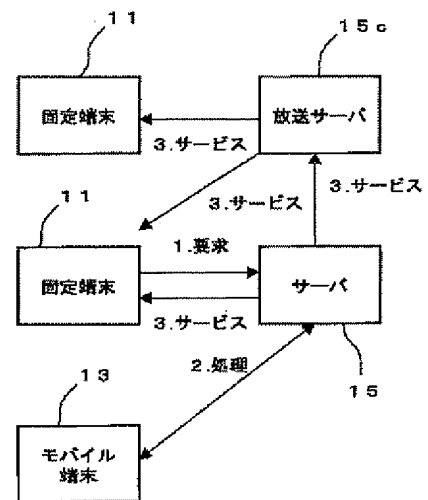 11
15c
固定端末
放送サーバ
3.サービス
3.サービス
3.サービス
11
1.要求
固定端末
サーバ
3.サービス
2.処理
13
15
モバイル
端末